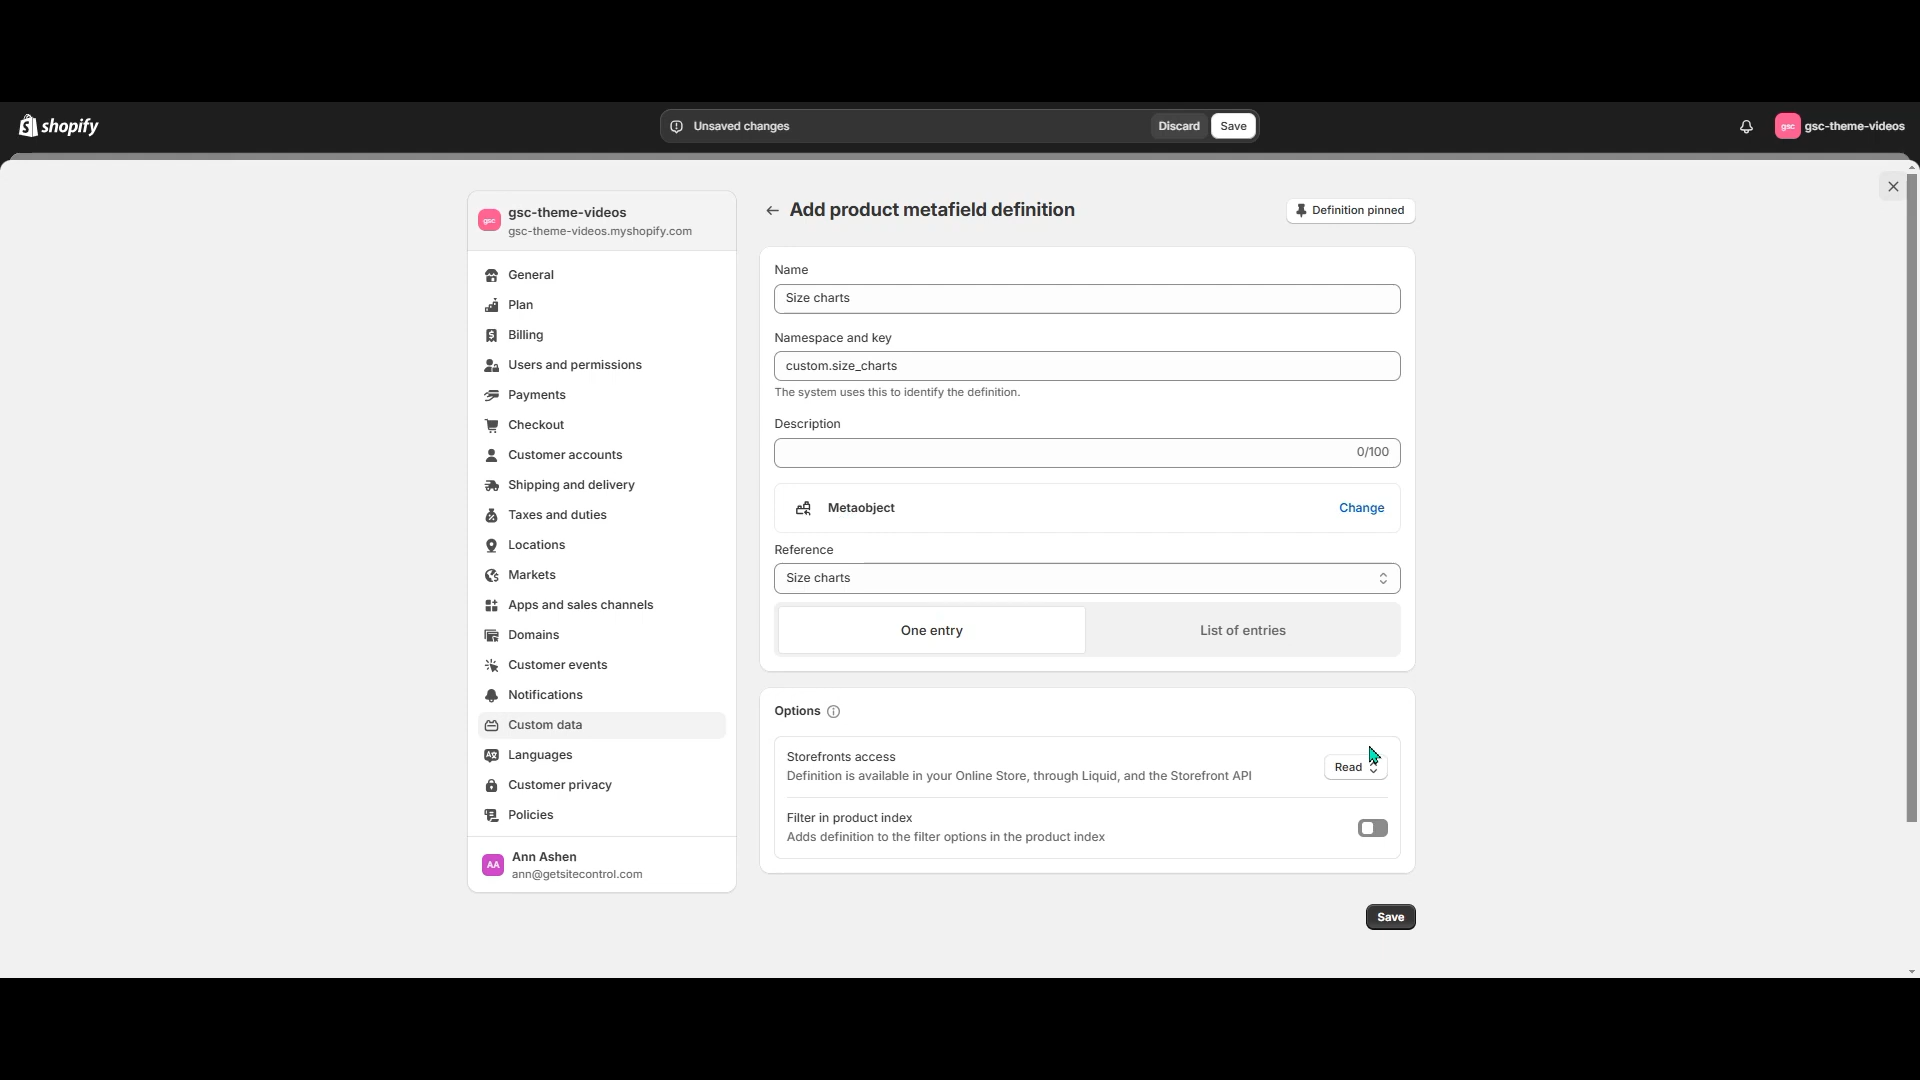 shopify
Unsaved changes
Discard
Save
gsc
gsc-theme-videos
gsc
gsc-theme-videos
gsc-theme-videos.myshopify.com
General
Plan
Billing
Users and permissions
Payments
Checkout
Customer accounts
Shipping and delivery
Taxes and duties
Locations
Markets
Apps and sales channels
Domains
Customer events
Notifications
Custom data
Languages
Customer privacy
Policies
AA
Ann Ashen
ann@getsitecontrol.com
Add product metafield definition
Definition pinned
Name
Size charts
Namespace and key
custom.size_charts
The system uses this to identify the definition.
Description
0/100
Metaobject
Change
Reference
Size charts
One entry
List of entries
Options
Storefronts access
Definition is available in your Online Store, through Liquid, and the Storefront API
Read
Filter in product index
Adds definition to the filter options in the product index
Save